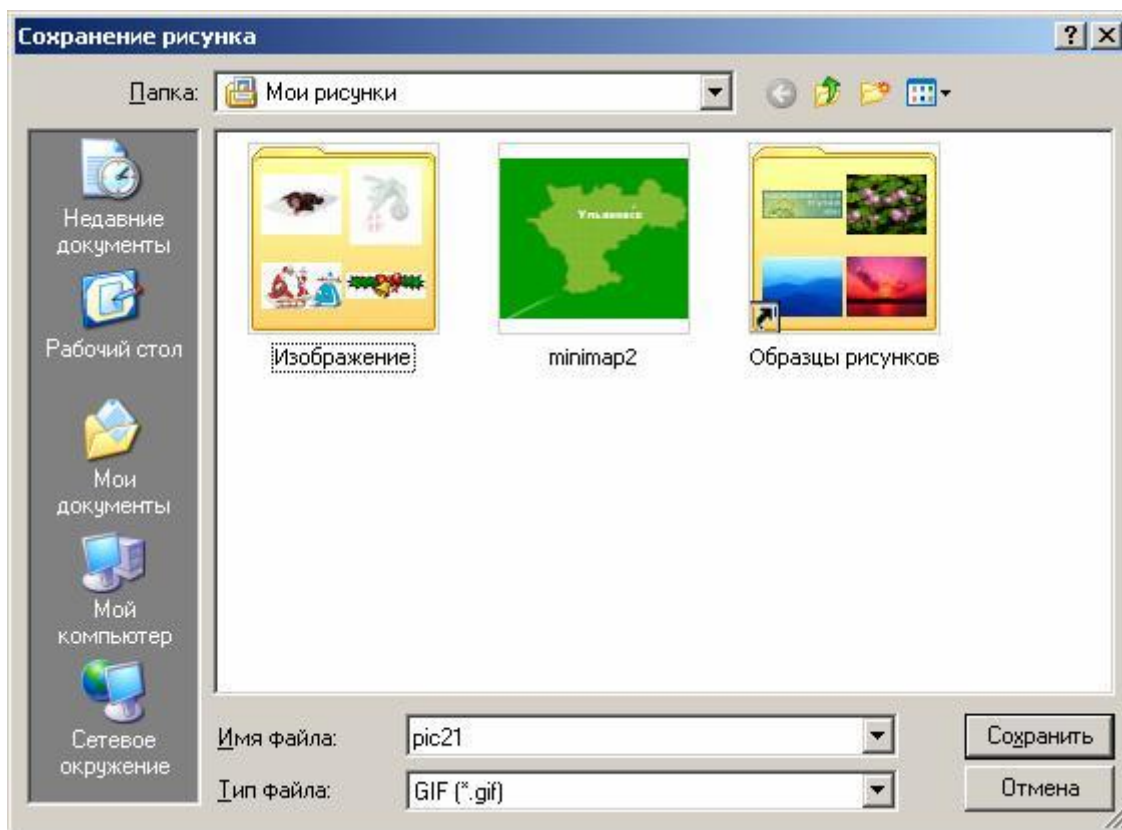 Сохранение рисунка
Папка:
Мои рисунки
Недавние
документы
Рабочий стол
Мои
документы
Мой
компьютер
Сетевое
окружение
Ульяновск
Изображение
minimap2
Образцы рисунков
Имя файла:
pic21
Сохранить
Тип файла:
GIF (*.gif)
Отмена